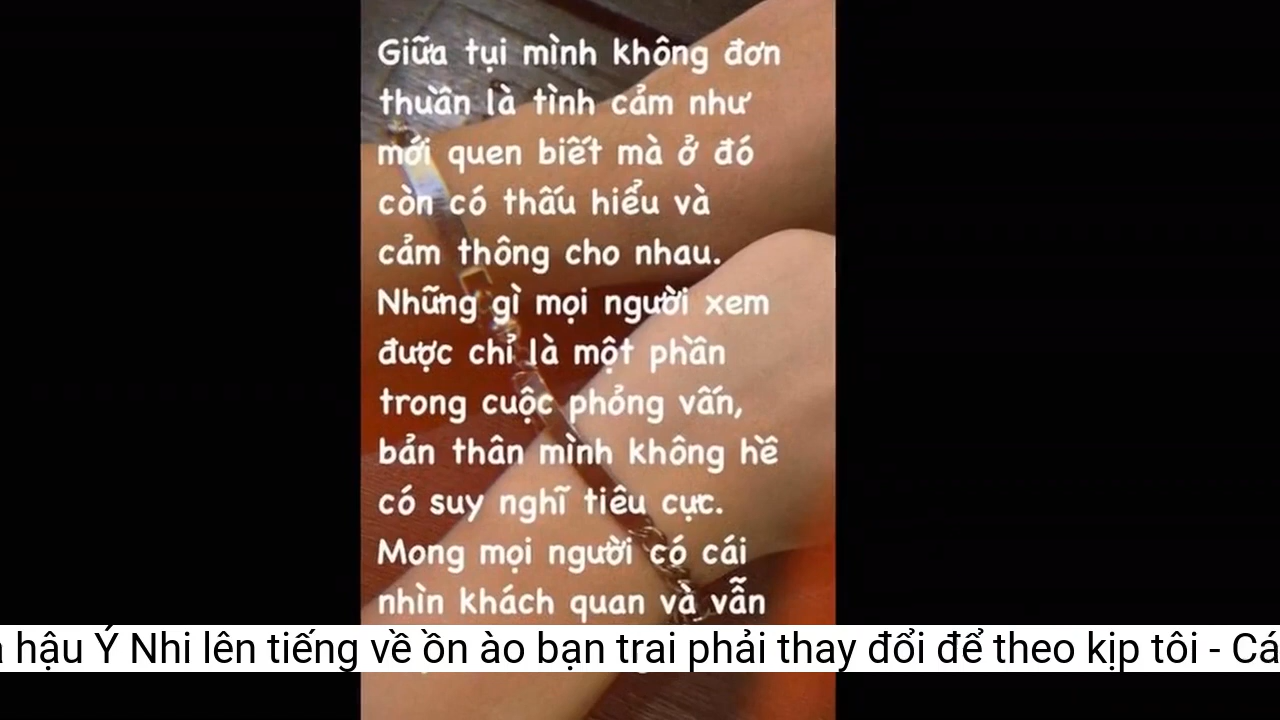 Giữa tụi mình không đơn
thuần là tình cảm như
mới quen biết mà ở đó
còn có thấu hiểu và
cảm thông cho nhau.
Những gì mọi người xem
được chỉ là một phần
trong cuộc phỏng vấn,
bản thân mình không hề
có suy nghĩ tiêu cực.
Mong mọi người có cái
nhìn khách quan và vẫn
hậu Ý Nhi lên tiếng về ồn ào bạn trai phải thay đổi để theo kịp tôi - Cá